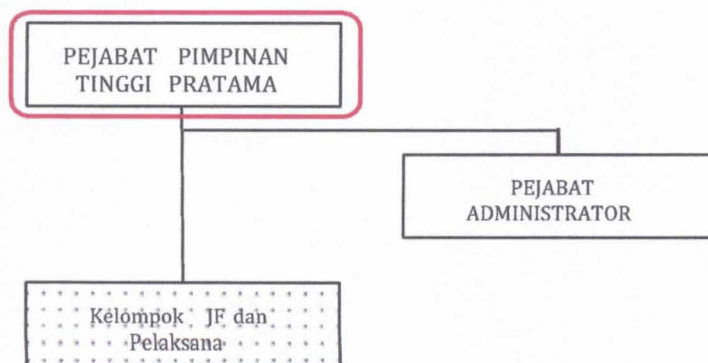 PEJABAT PIMPINAN
TINGGI PRATAMA
PEJABAT
ADMINISTRATOR
Kelompok JF dan
Pelaksana